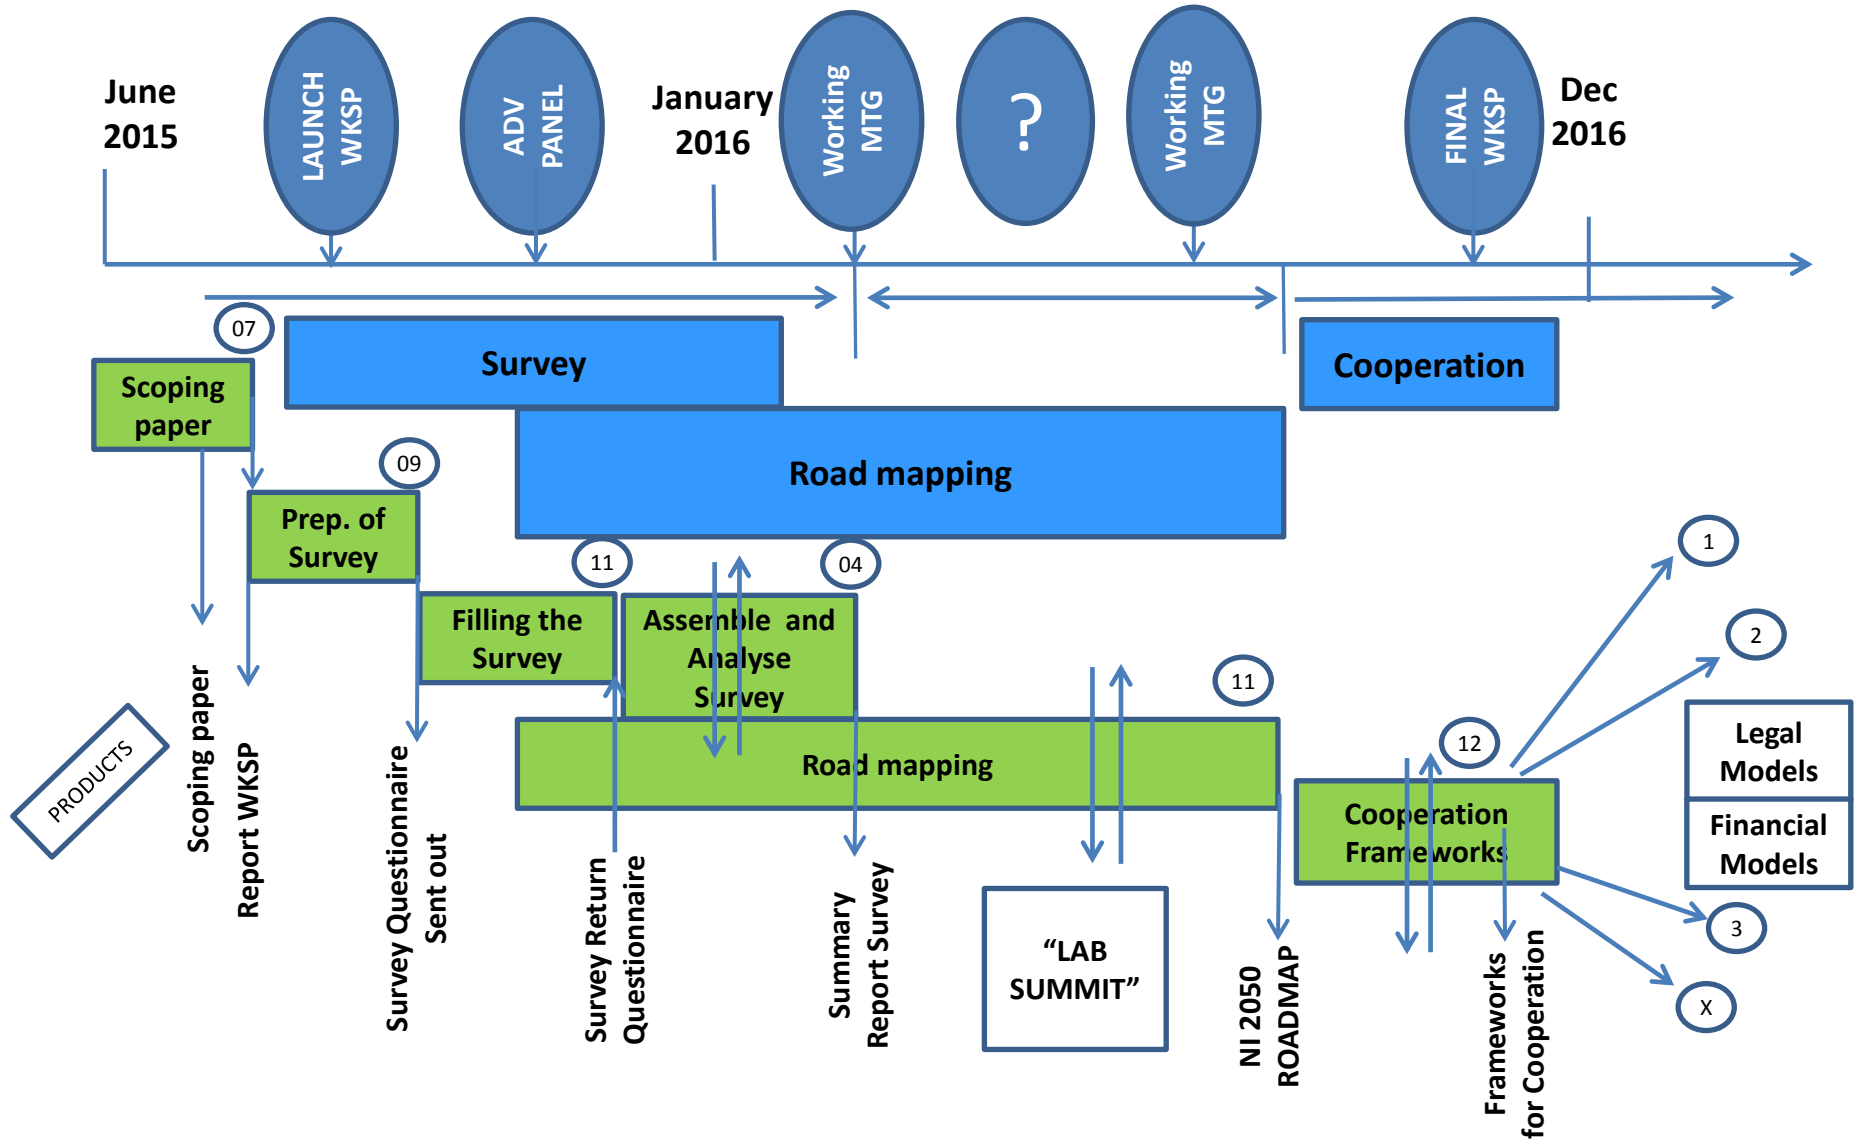 June
2015
LAUNCH
WKSP
ADV
PANEL
January
2016
Working
MTG
?
Working
MTG
FINAL
WKSP
Dec
2016
07
Survey
Cooperation
Scoping
paper
09
Road mapping
Prep. of
Survey
11
04
1
Filling the
Survey
Assemble  and
Analyse
Survey
2
11
Road mapping
12
Legal
Models
Financial
Models
Cooperation
Frameworks
3
X
PRODUCTS
Scoping paper
Report WKSP
Survey Questionnaire
Sent out
Survey Return
Questionnaire
Summary
Report Survey
“LAB
SUMMIT”
NI 2050
ROADMAP
Frameworks
for Cooperation